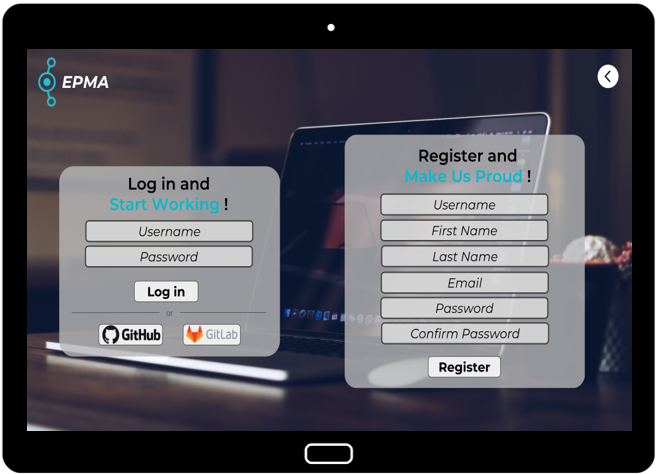 EPMA
Log in and
Start Working !
Username
Password
Log in
or
GitHub
GitLab
Register and
Make Us Proud !
Username
First Name
Last Name
Email
Password
Confirm Password
Register